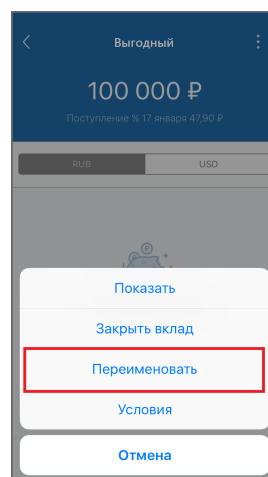 Выгодный
100 000 ₽
Поступление % 17 января 47,90 ₽
RUB
USD
Показать
Закрыть вклад
Переименовать
Условия
Отмена